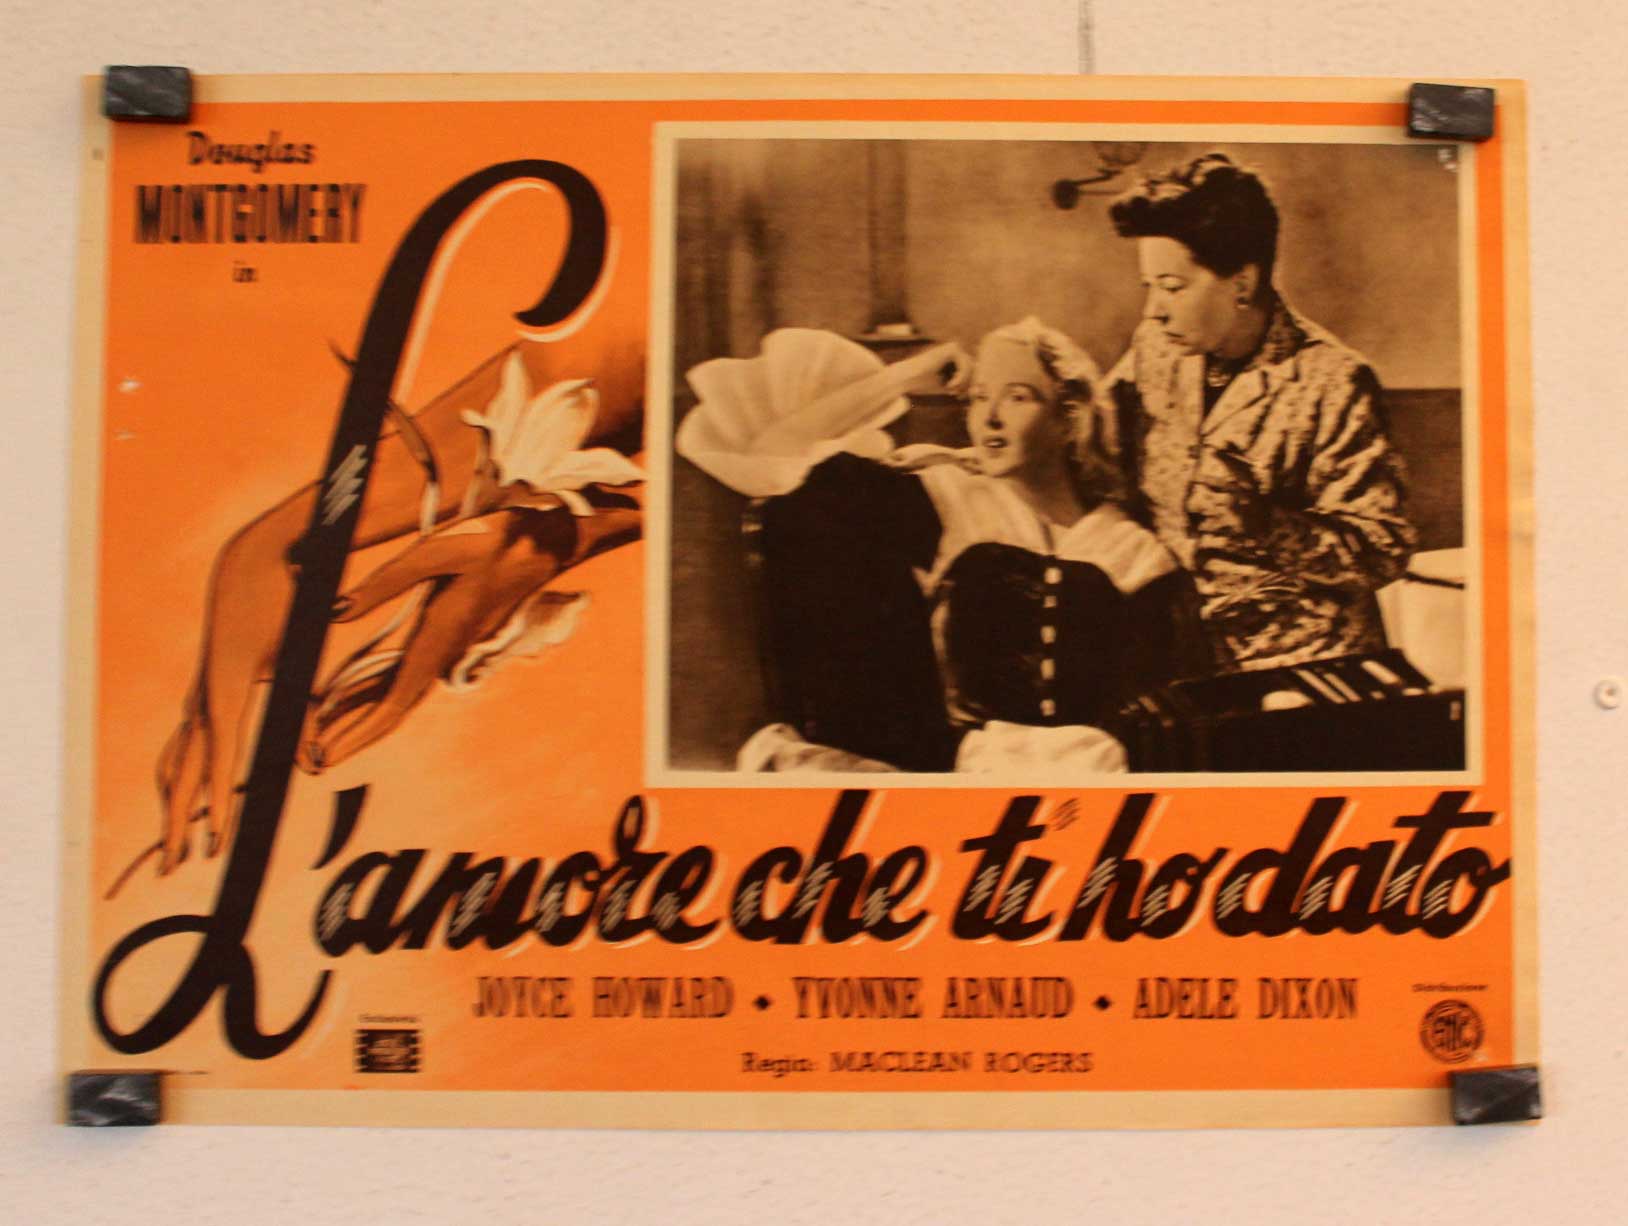 Douglas
MONTGOMERY
in
L'amore che ti ho dato
JOYCE HOWARD • YVONNE ARNAUD • ADELE DIXON
Regia: MACLEAN ROGERS